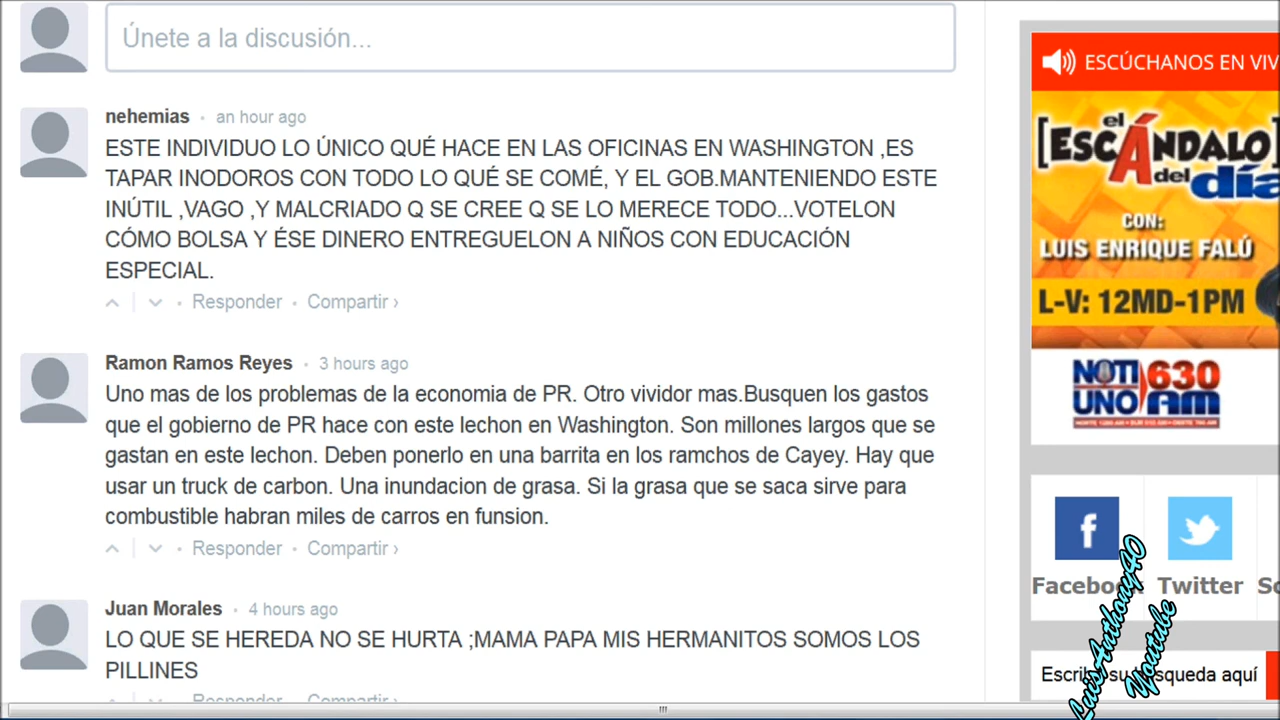 Únete a la discusión...
nehemias • an hour ago
ESTE INDIVIDUO LO ÚNICO QUÉ HACE EN LAS OFICINAS EN WASHINGTON ,ES
TAPAR INODOROS CON TODO LO QUÉ SE COMÉ, Y EL GOB.MANTENIENDO ESTE
INÚTIL ,VAGO ,Y MALCRIADO Q SE CREE Q SE LO MERECE TODO...VOTELON
CÓMO BOLSA Y ÉSE DINERO ENTREGUELON A NIÑOS CON EDUCACIÓN
ESPECIAL.
• Responder • Compartir ›
Ramon Ramos Reyes • 3 hours ago
Uno mas de los problemas de la economia de PR. Otro vividor mas.Busquen los gastos
que el gobierno de PR hace con este lechon en Washington. Son millones largos que se
gastan en este lechon. Deben ponerlo en una barrita en los ramchos de Cayey. Hay que
usar un truck de carbon. Una inundacion de grasa. Si la grasa que se saca sirve para
combustible habran miles de carros en funsion.
• Responder • Compartir ›
Juan Morales • 4 hours ago
LO QUE SE HEREDA NO SE HURTA ;MAMA PAPA MIS HERMANITOS SOMOS LOS
PILLINES
Responder Compartir ›
ESCÚCHANOS EN VIV
[el
ESCÁNDALO]
del día
CON:
LUIS ENRIQUE FALÚ
L-V: 12MD-1PM
NOTI 630
UNO AM
Facebook Twitter
Escriba su búsqueda aquí
LuisAnthony40
Youtube